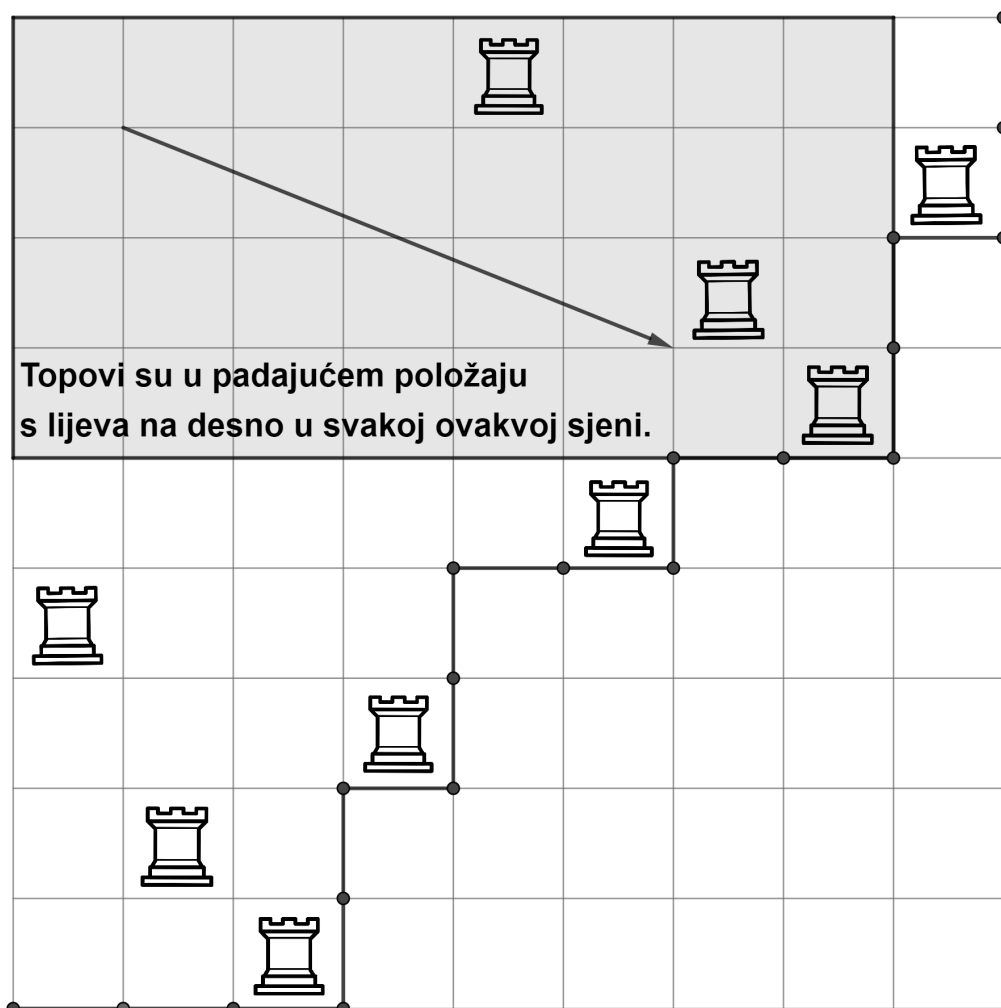 Topovi su u padajućem položaju
s lijeva na desno u svakoj ovakvoj sjeni.